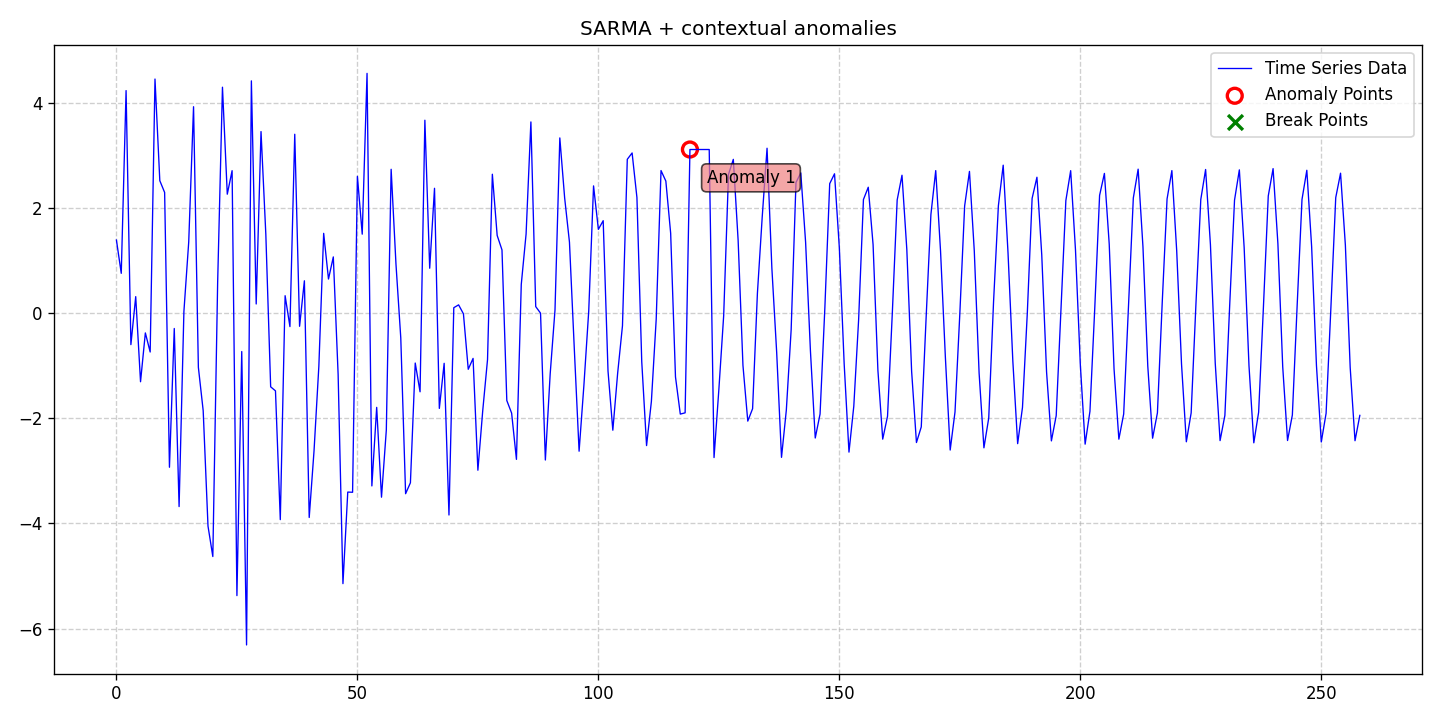 SARMA + contextual anomalies
Time Series Data
Anomaly Points
Break Points
Anomaly 1
4
2
0
−2
−4
−6
0 50 100 150 200 250